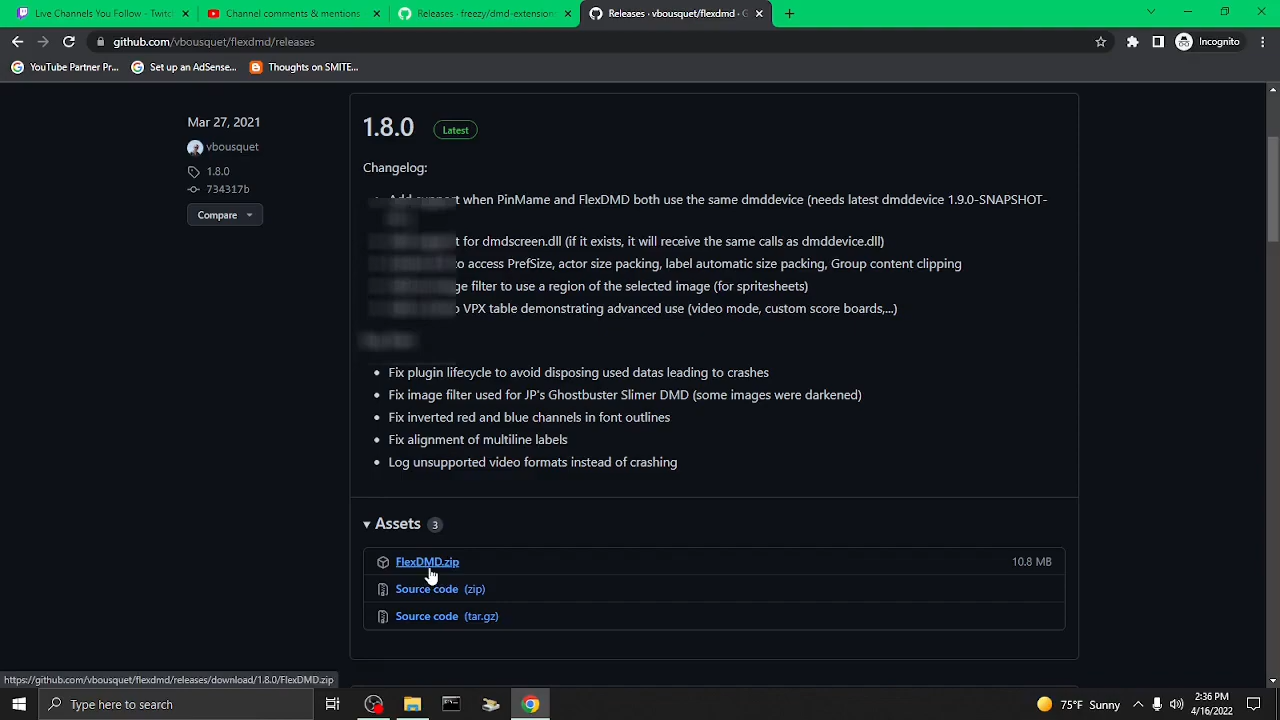 Live Channels You Follow - Twitc
Channel comments & mentions
Releases · freezy/dmd-extensions
Releases · vbousquet/flexdmd · G
github.com/vbousquet/flexdmd/releases
Incognito
YouTube Partner Pr...
Set up an AdSense...
Thoughts on SMITE...
Mar 27, 2021
vbousquet
1.8.0
734317b
Compare
1.8.0
Latest
Changelog:
when PinMame and FlexDMD both use the same dmddevice (needs latest dmddevice 1.9.0-SNAPSHOT-
for dmdscreen.dll (if it exists, it will receive the same calls as dmddevice.dll)
to access PrefSize, actor size packing, label automatic size packing, Group content clipping
filter to use a region of the selected image (for spritesheets)
VPX table demonstrating advanced use (video mode, custom score boards,...)
Fix plugin lifecycle to avoid disposing used datas leading to crashes
Fix image filter used for JP's Ghostbuster Slimer DMD (some images were darkened)
Fix inverted red and blue channels in font outlines
Fix alignment of multiline labels
Log unsupported video formats instead of crashing
Assets 3
FlexDMD.zip
10.8 MB
Source code (zip)
Source code (tar.gz)
https://github.com/vbousquet/flexdmd/releases/download/1.8.0/FlexDMD.zip
Type here to search
75°F Sunny
2:36 PM
4/16/2022